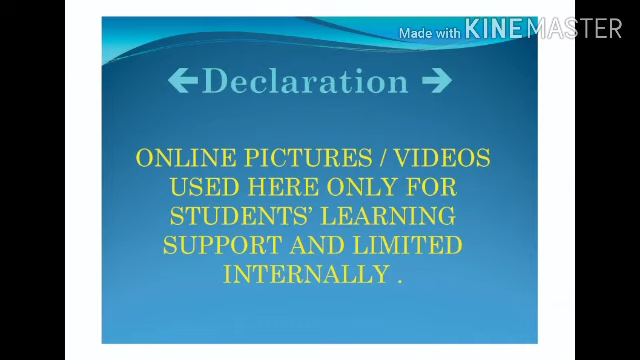 Made with KINEMASTER
🡸Declaration 🡺
ONLINE PICTURES / VIDEOS
USED HERE ONLY FOR
STUDENTS’ LEARNING
SUPPORT AND LIMITED
INTERNALLY .